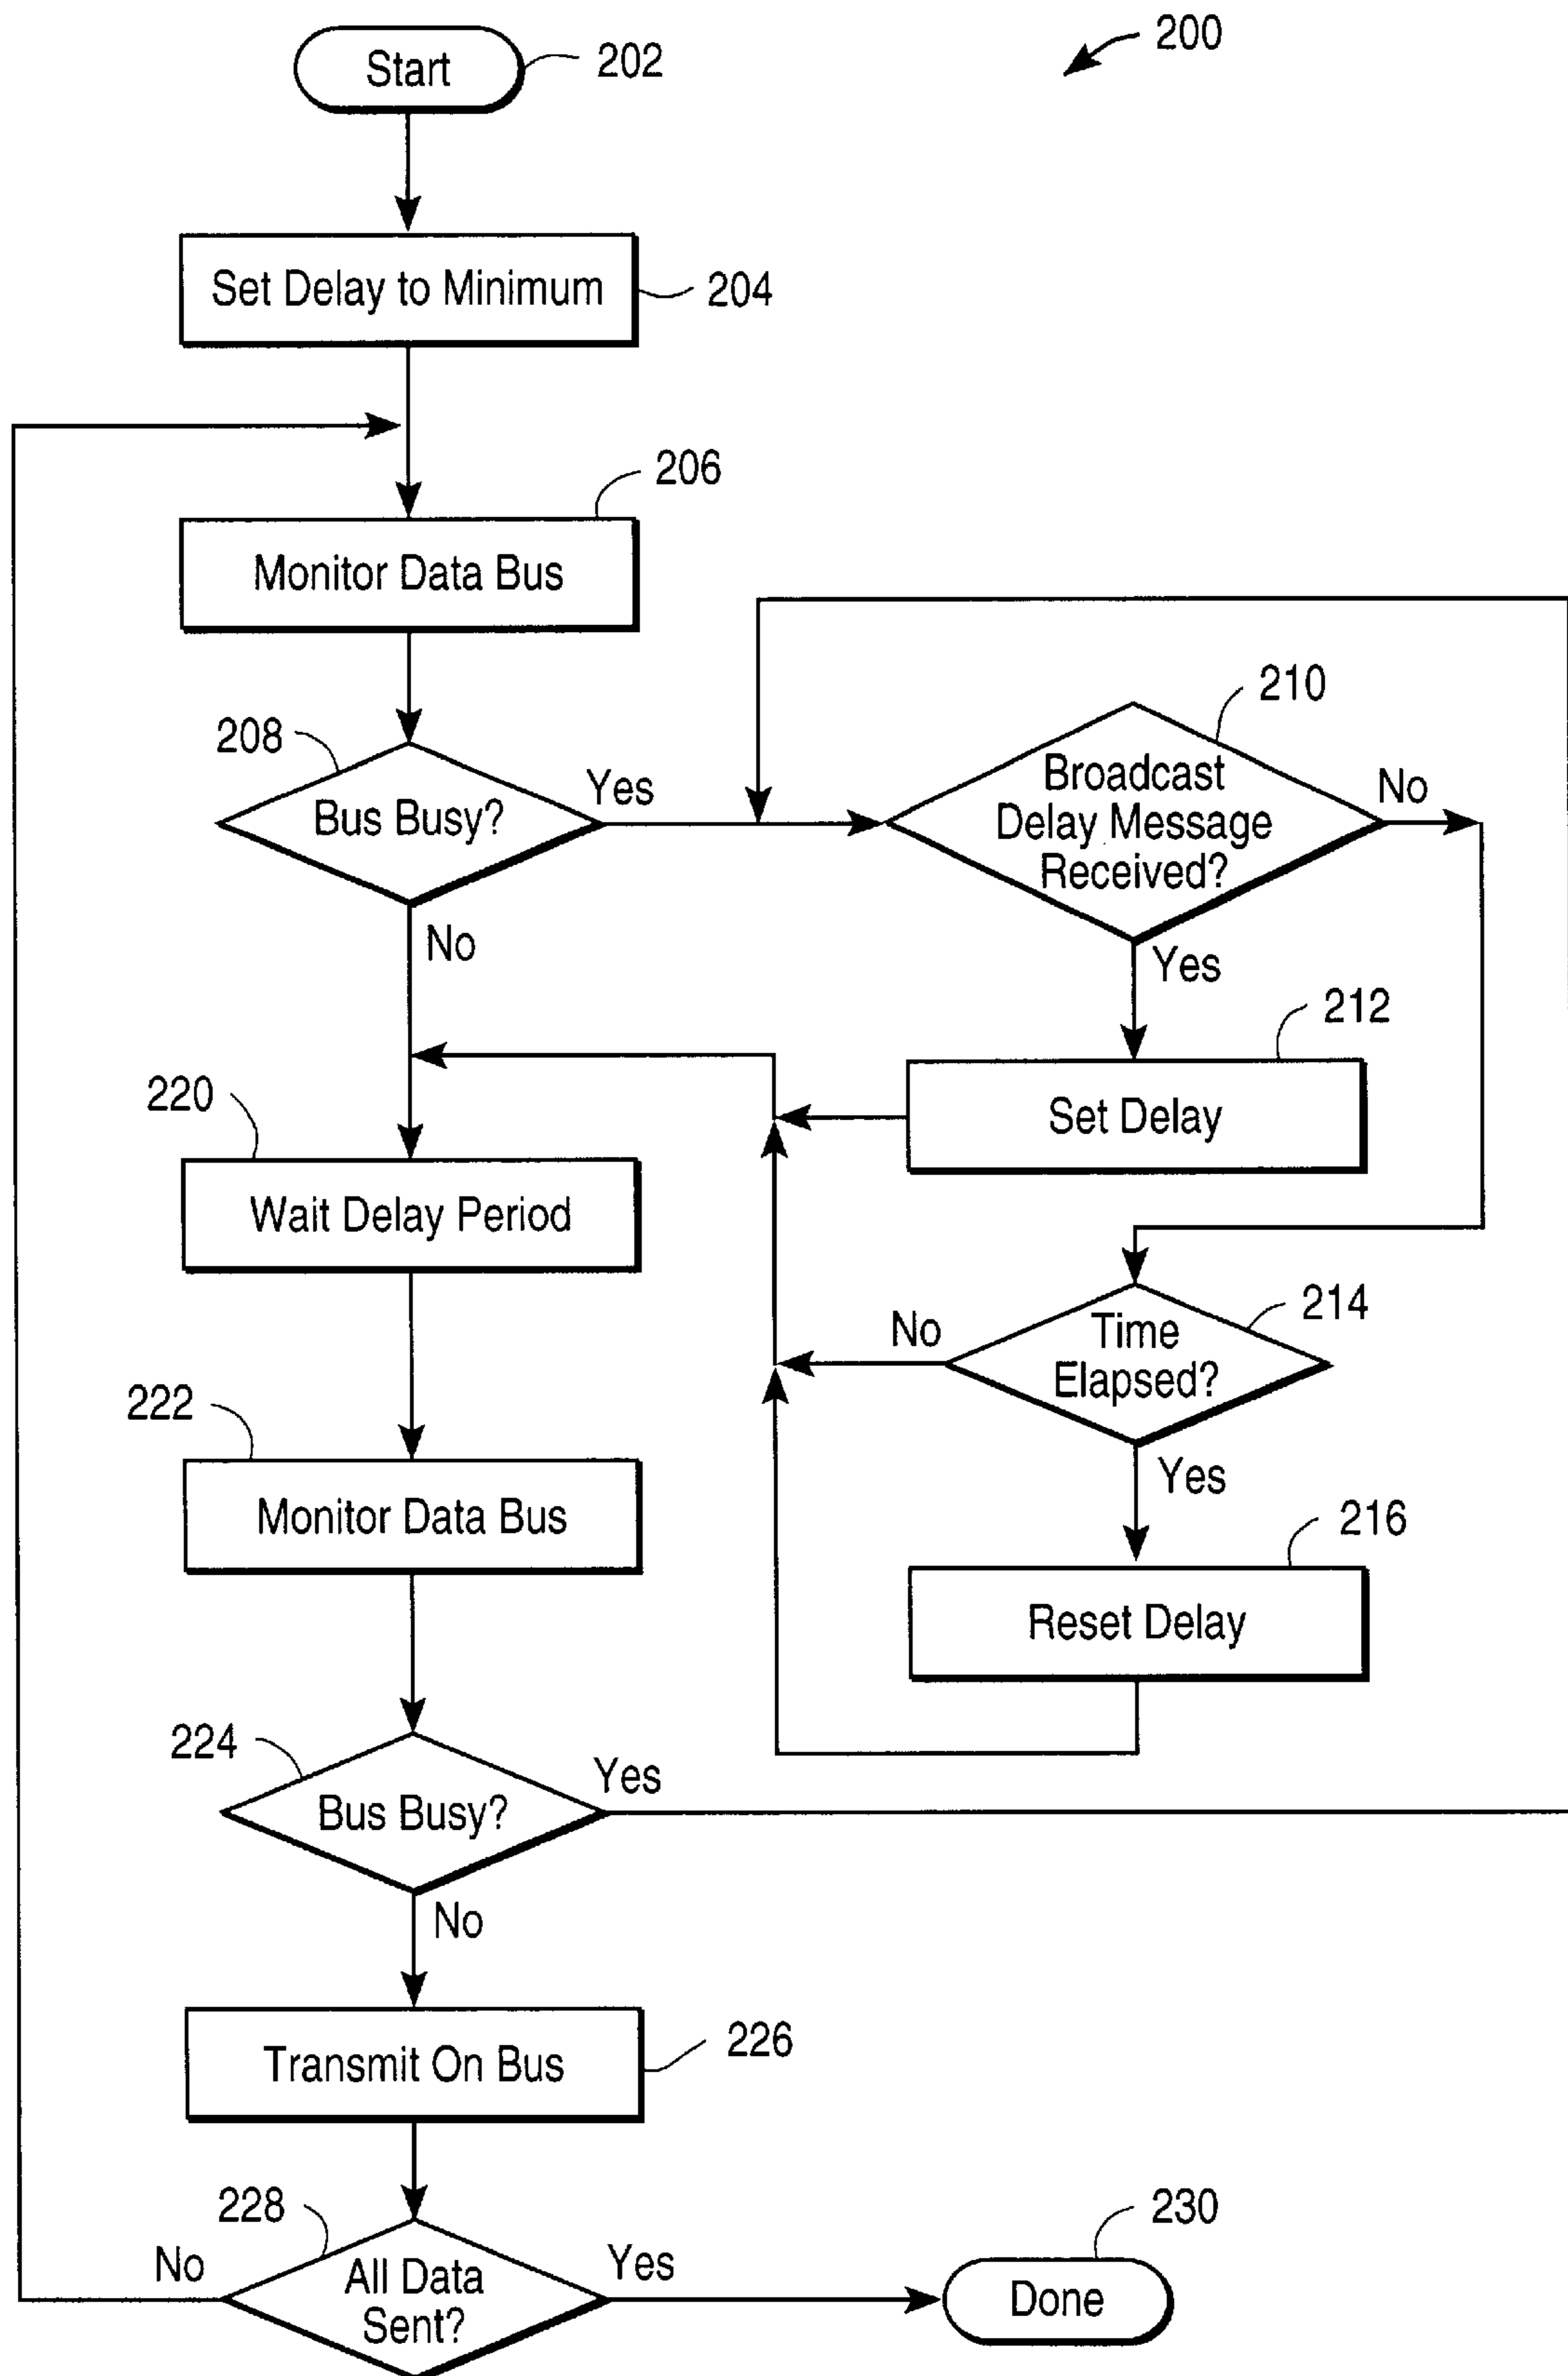 200
Start
202
Set Delay to Minimum
204
206
Monitor Data Bus
208
Bus Busy?
Yes
No
210
Broadcast
Delay Message
Received?
No
Yes
212
Set Delay
220
Wait Delay Period
214
Time
Elapsed?
No
Yes
222
Monitor Data Bus
216
Reset Delay
224
Bus Busy?
Yes
No
Transmit On Bus
226
228
All Data
Sent?
No
Yes
230
Done